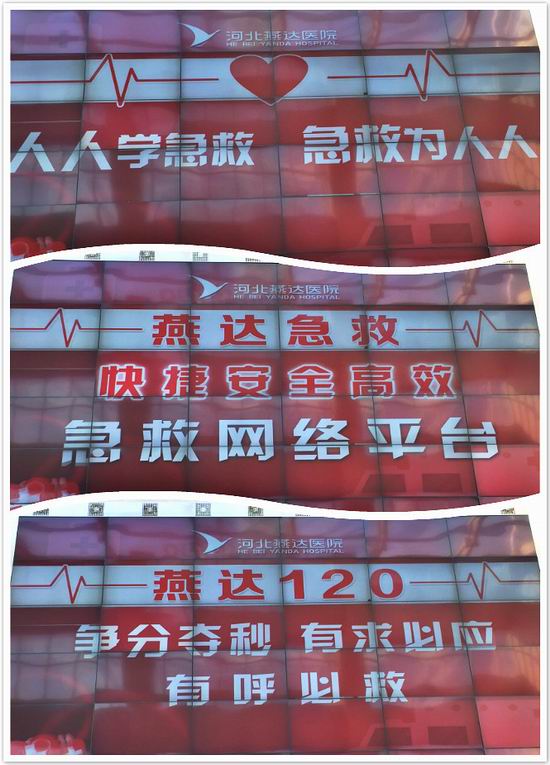 河北燕达医院
HE BEI YANDA HOSPITAL
人人学急救 急救为人人
河北燕达医院
HE BEI YANDA HOSPITAL
燕达急救
快捷安全高效
急救网络平台
河北燕达医院
HE BEI YANDA HOSPITAL
燕达120
争分夺秒 有求必应
有呼必救